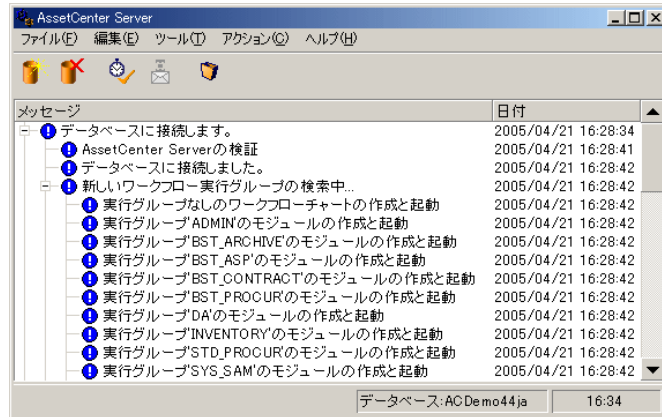 AssetCenter Server
ファイル(F) 編集(E) ツール(T) アクション(C) ヘルプ(H)
メッセージ 日付
データベースに接続します。 2005/04/21 16:28:34
AssetCenter Serverの検証 2005/04/21 16:28:41
データベースに接続しました。 2005/04/21 16:28:42
新しいワークフロー実行グループの検索中... 2005/04/21 16:28:42
実行グループなしのワークフローチャートの作成と起動 2005/04/21 16:28:42
実行グループ'ADMIN'のモジュールの作成と起動 2005/04/21 16:28:42
実行グループ'BST_ARCHIVE'のモジュールの作成と起動 2005/04/21 16:28:42
実行グループ'BST_ASP'のモジュールの作成と起動 2005/04/21 16:28:42
実行グループ'BST_CONTRACT'のモジュールの作成と起動 2005/04/21 16:28:42
実行グループ'BST_PROCUR'のモジュールの作成と起動 2005/04/21 16:28:42
実行グループ'DA'のモジュールの作成と起動 2005/04/21 16:28:42
実行グループ'INVENTORY'のモジュールの作成と起動 2005/04/21 16:28:42
実行グループ'STD_PROCUR'のモジュールの作成と起動 2005/04/21 16:28:42
実行グループ'SYS_SAM'のモジュールの作成と起動 2005/04/21 16:28:42
データベース:ACDemo44ja 16:34